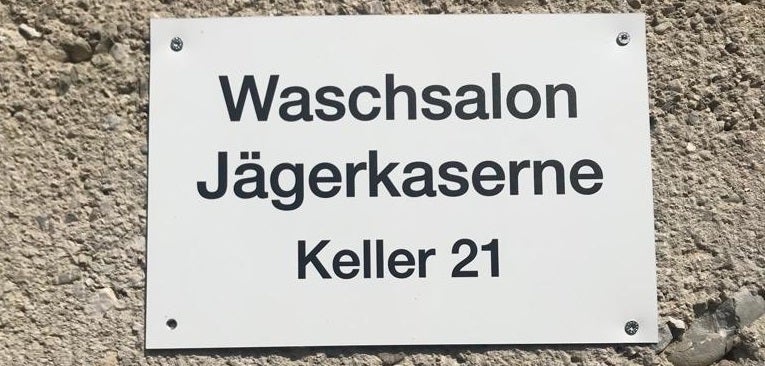 Waschsalon
Jägerkaserne
Keller 21